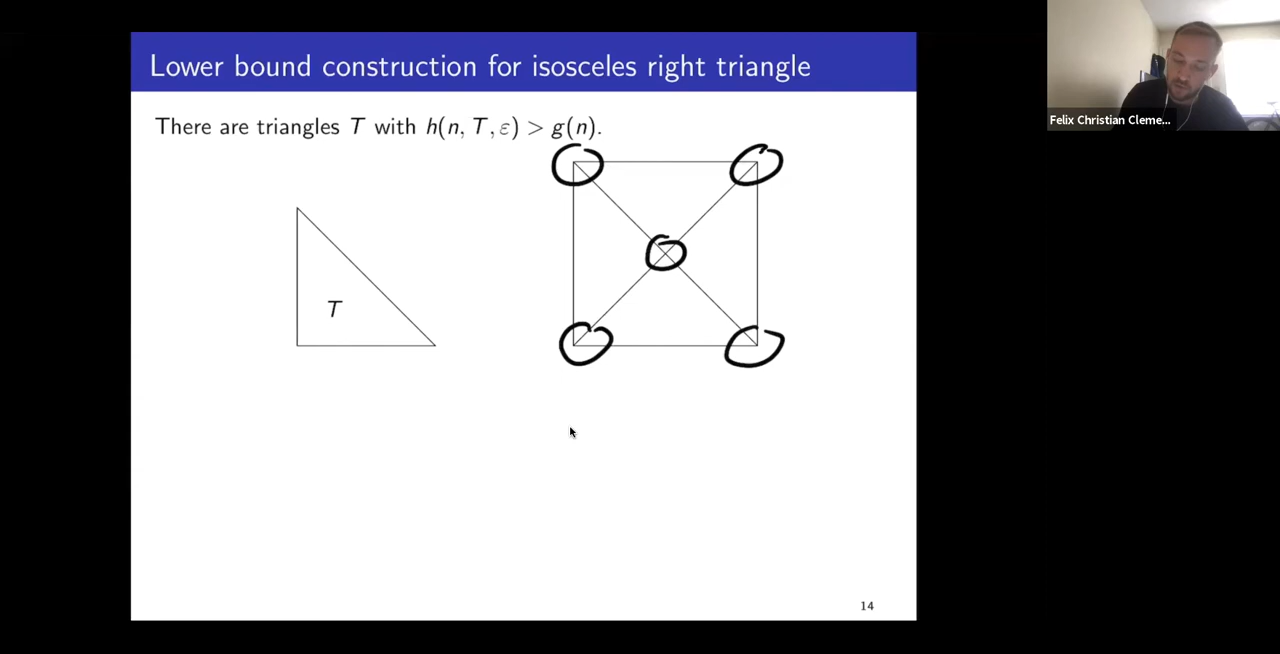 Lower bound construction for isosceles right triangle
There are triangles T with h(n, T, ε) > g(n).
T
14
Felix Christian Cleme...